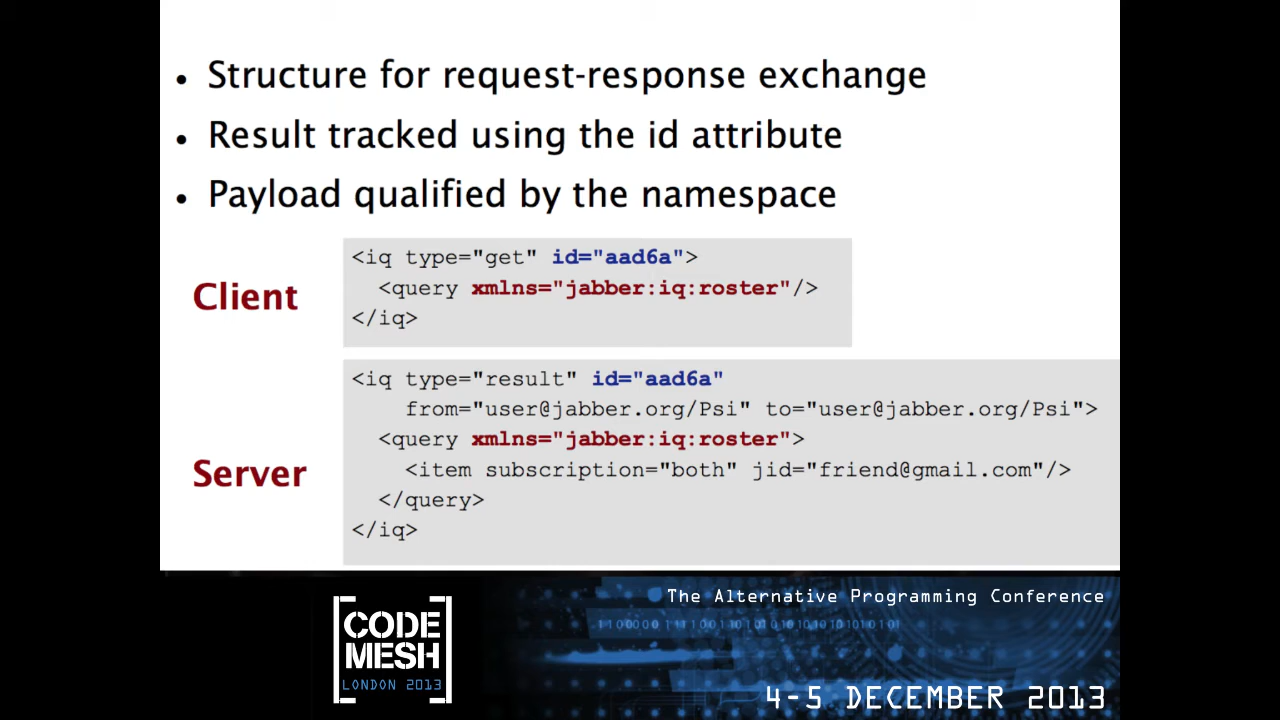 • Structure for request-response exchange
• Result tracked using the id attribute
• Payload qualified by the namespace
Client
<iq type="get" id="aad6a">
<query xmlns="jabber:iq:roster"/>
</iq>
Server
<iq type="result" id="aad6a"
from="user@jabber.org/Psi" to="user@jabber.org/Psi">
<query xmlns="jabber:iq:roster">
<item subscription="both" jid="friend@gmail.com"/>
</query>
</iq>
CODE
MESH
LONDON 2013
The Alternative Programming Conference
4-5 DECEMBER 2013